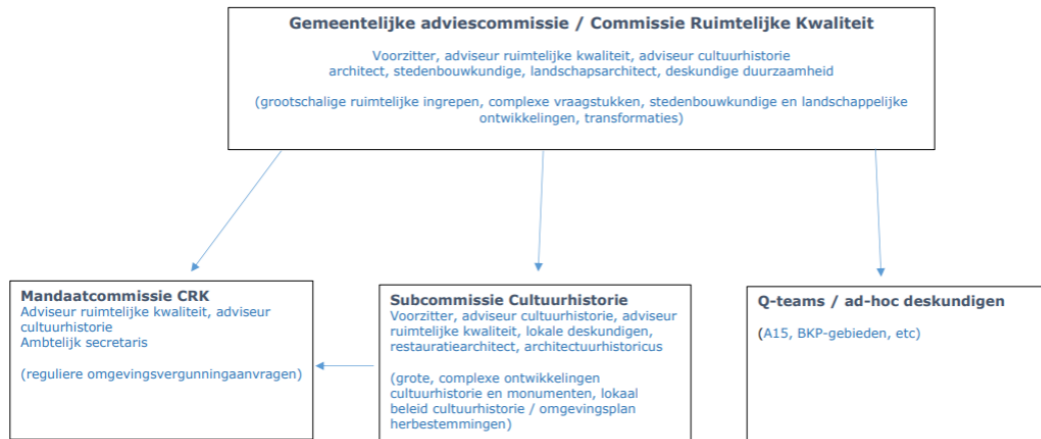 Gemeentelijke adviescommissie / Commissie Ruimtelijke Kwaliteit
Voorzitter, adviseur ruimtelijke kwaliteit, adviseur cultuurhistorie
architect, stedenbouwkundige, landschapsarchitect, deskundige duurzaamheid
(grootschalige ruimtelijke ingrepen, complexe vraagstukken, stedenbouwkundige en landschappelijke
ontwikkelingen, transformaties)
Mandaatcommissie CRK
Adviseur ruimtelijke kwaliteit, adviseur
cultuurhistorie
Ambtelijk secretaris
(reguliere omgevingsvergunningaanvragen)
Subcommissie Cultuurhistorie
Voorzitter, adviseur cultuurhistorie, adviseur
ruimtelijke kwaliteit, lokale deskundigen,
restauratiearchitect, architectuurhistoricus
(grote, complexe ontwikkelingen
cultuurhistorie en monumenten, lokaal
beleid cultuurhistorie / omgevingsplan
herbestemmingen)
Q-teams / ad-hoc deskundigen
(A15, BKP-gebieden, etc)